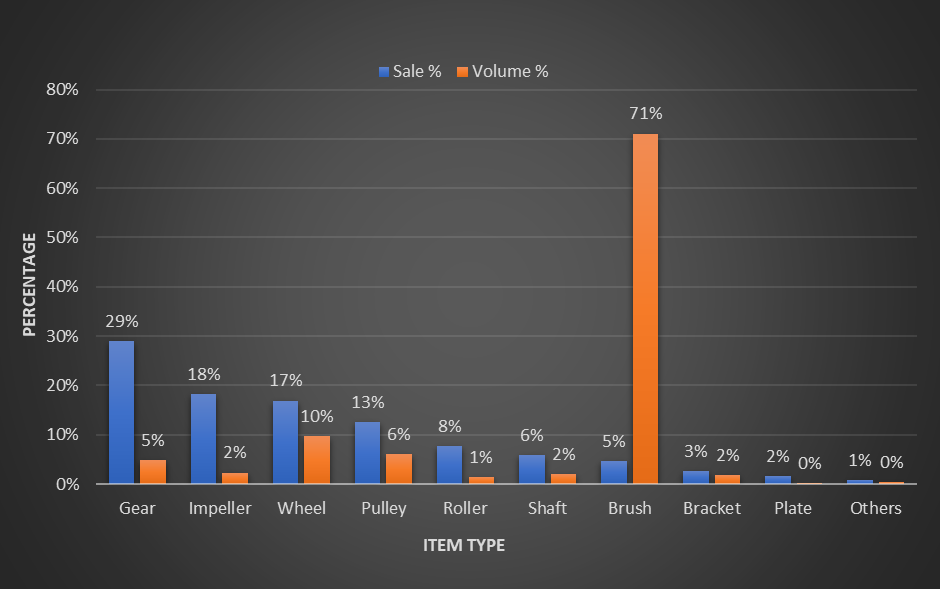 Sale % Volume %
80%
70%
60%
50%
40%
30%
20%
10%
0%
PERCENTAGE
29% 5% 18% 2% 17% 10% 13% 6% 8% 1% 6% 2% 5% 71% 3% 2% 2% 0% 1% 0%
Gear Impeller Wheel Pulley Roller Shaft Brush Bracket Plate Others
ITEM TYPE